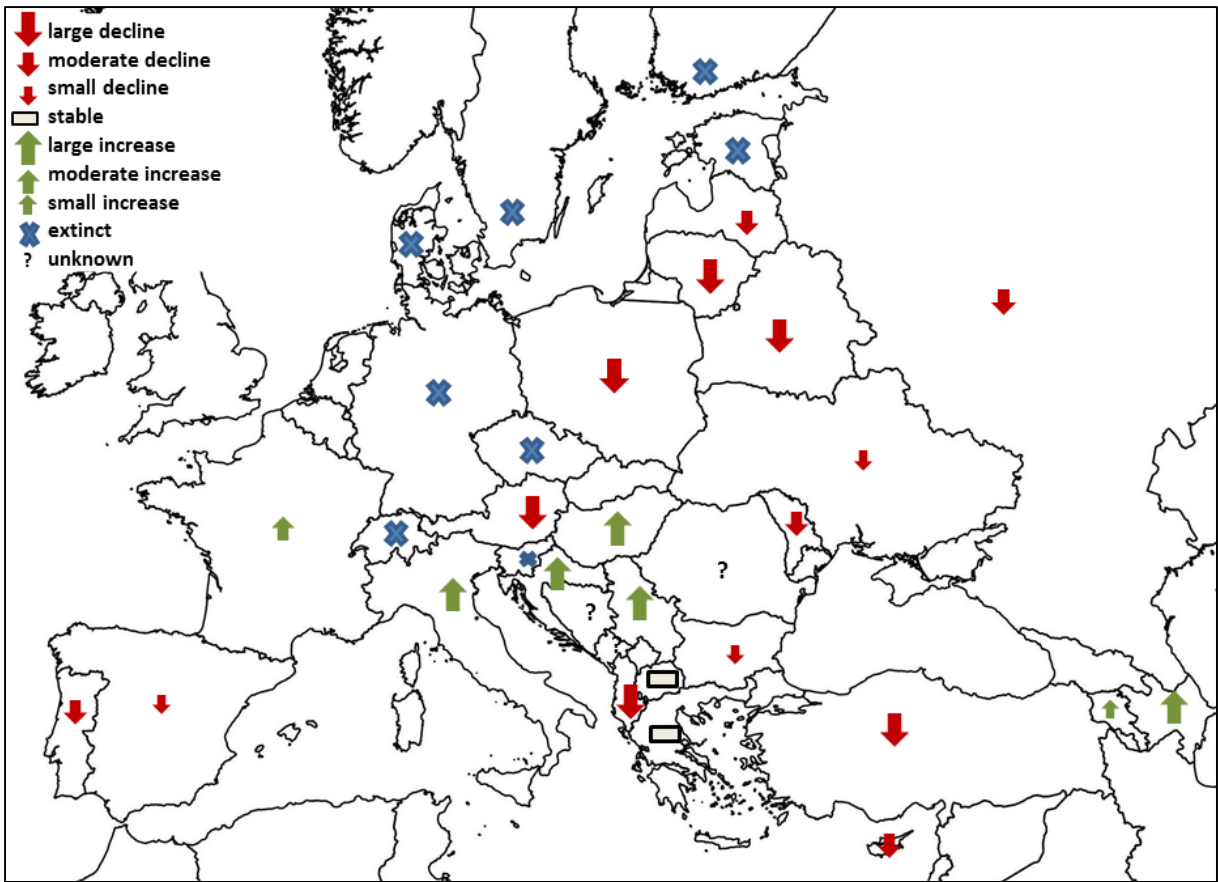 large decline
moderate decline
small decline
stable
large increase
moderate increase
small increase
extinct
? unknown
?
?
?